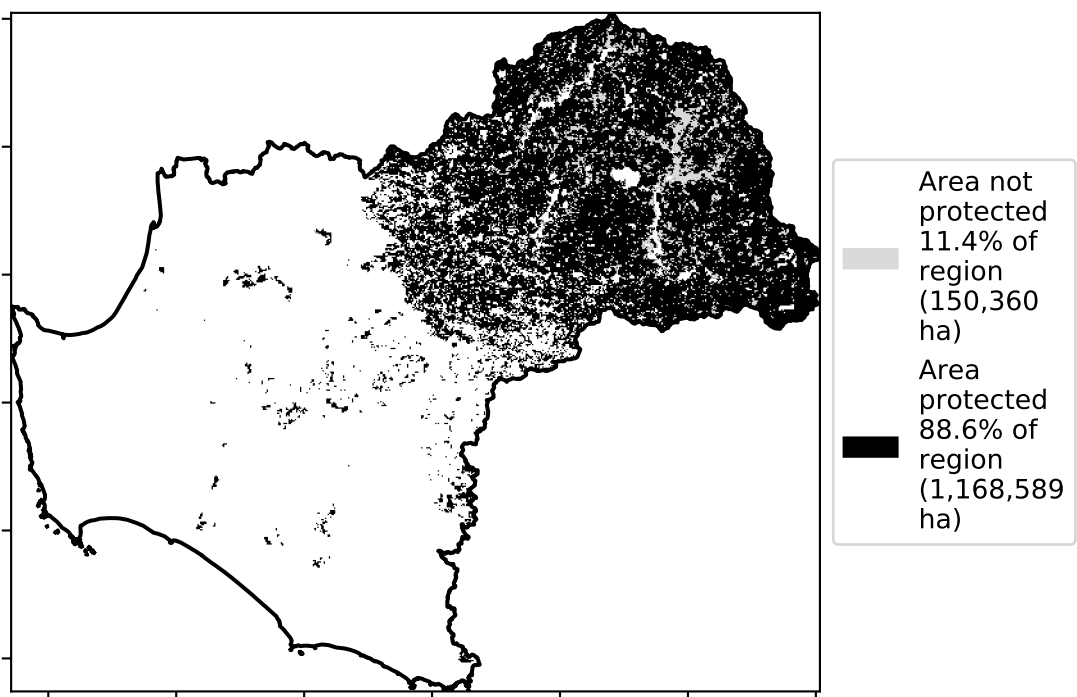 Area not
protected
11.4% of
region
(150,360
ha)
Area
protected
88.6% of
region
(1,168,589
ha)